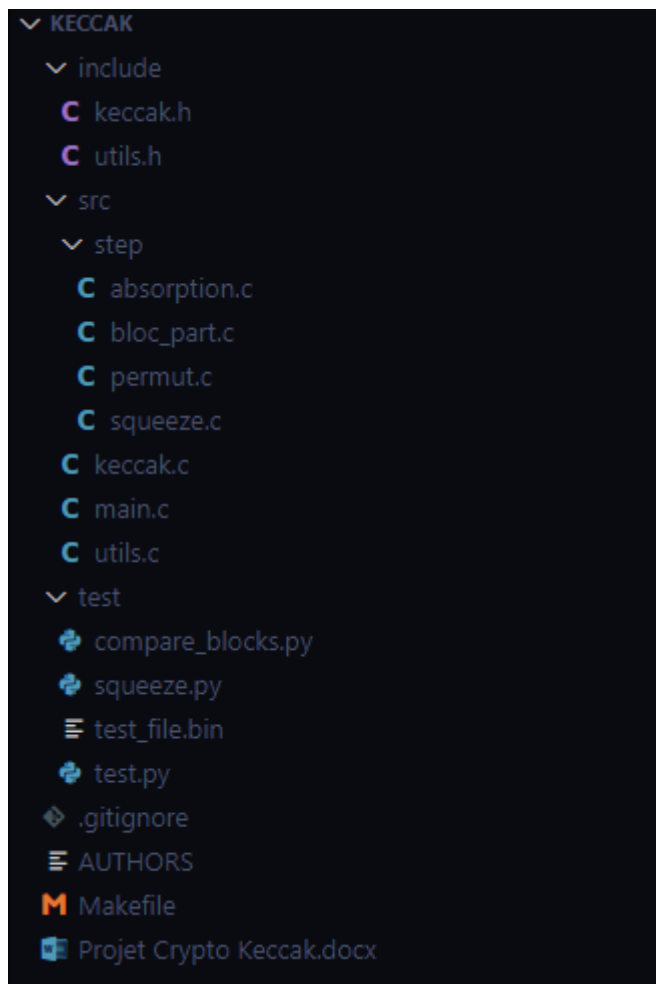 KECCAK
include
C keccak.h
C utils.h
src
step
C absorption.c
C bloc_part.c
C permut.c
C squeeze.c
C keccak.c
C main.c
C utils.c
test
compare_blocks.py
squeeze.py
test_file.bin
test.py
.gitignore
AUTHORS
M Makefile
Projet Crypto Keccak.docx